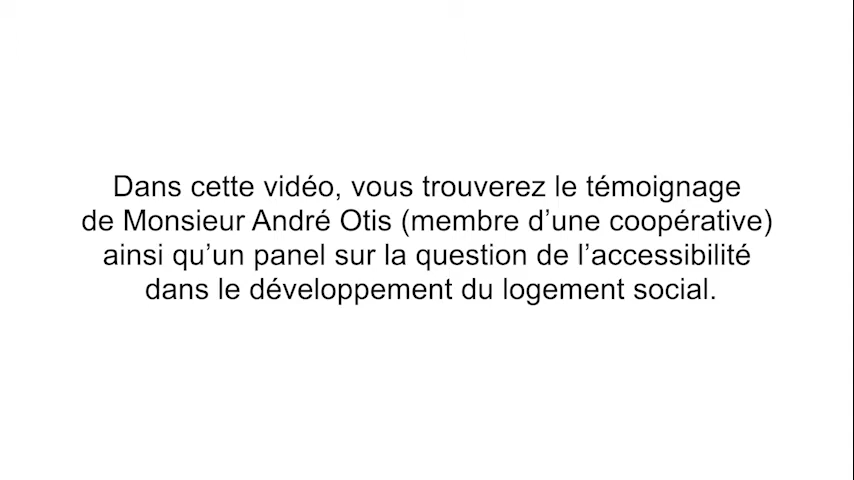 Dans cette vidéo, vous trouverez le témoignage
de Monsieur André Otis (membre d’une coopérative)
ainsi qu’un panel sur la question de l’accessibilité
dans le développement du logement social.